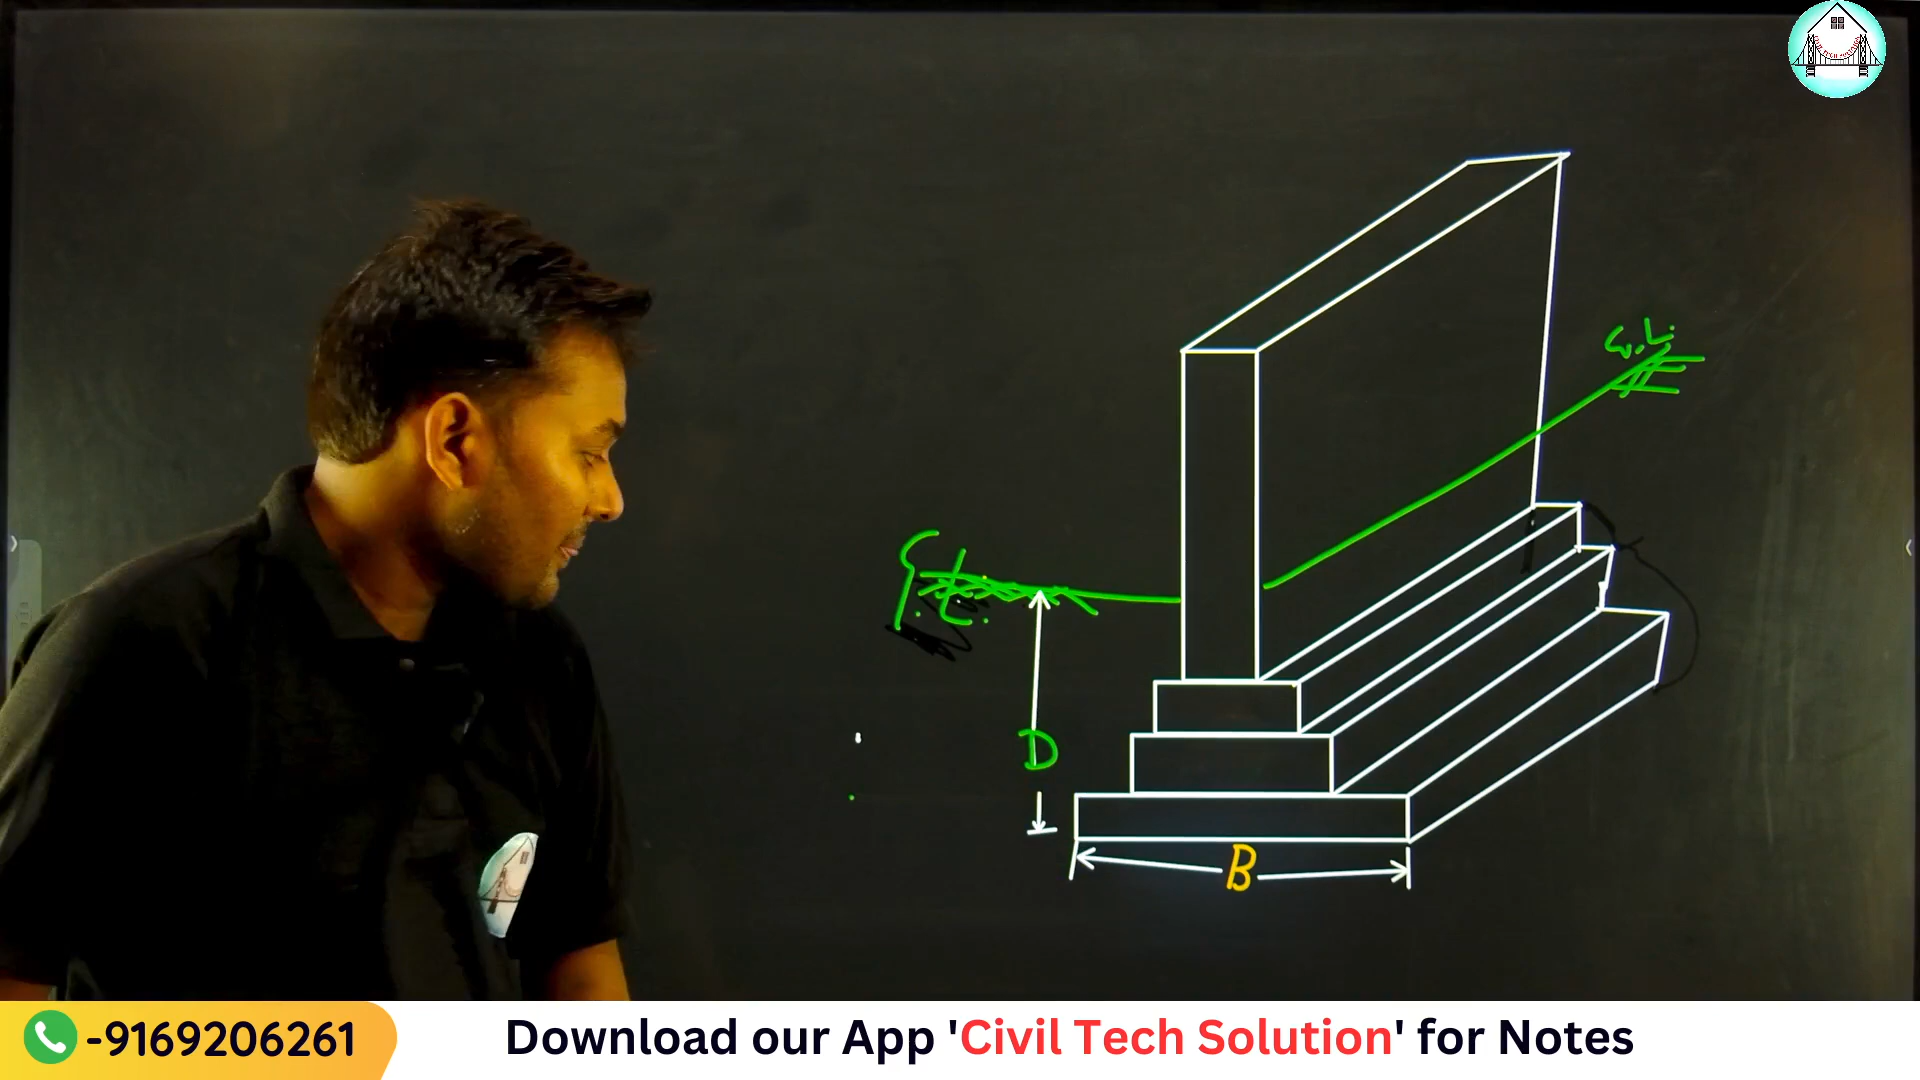 G.L.
G.L.
D
B
-9169206261
Download our App 'Civil Tech Solution' for Notes